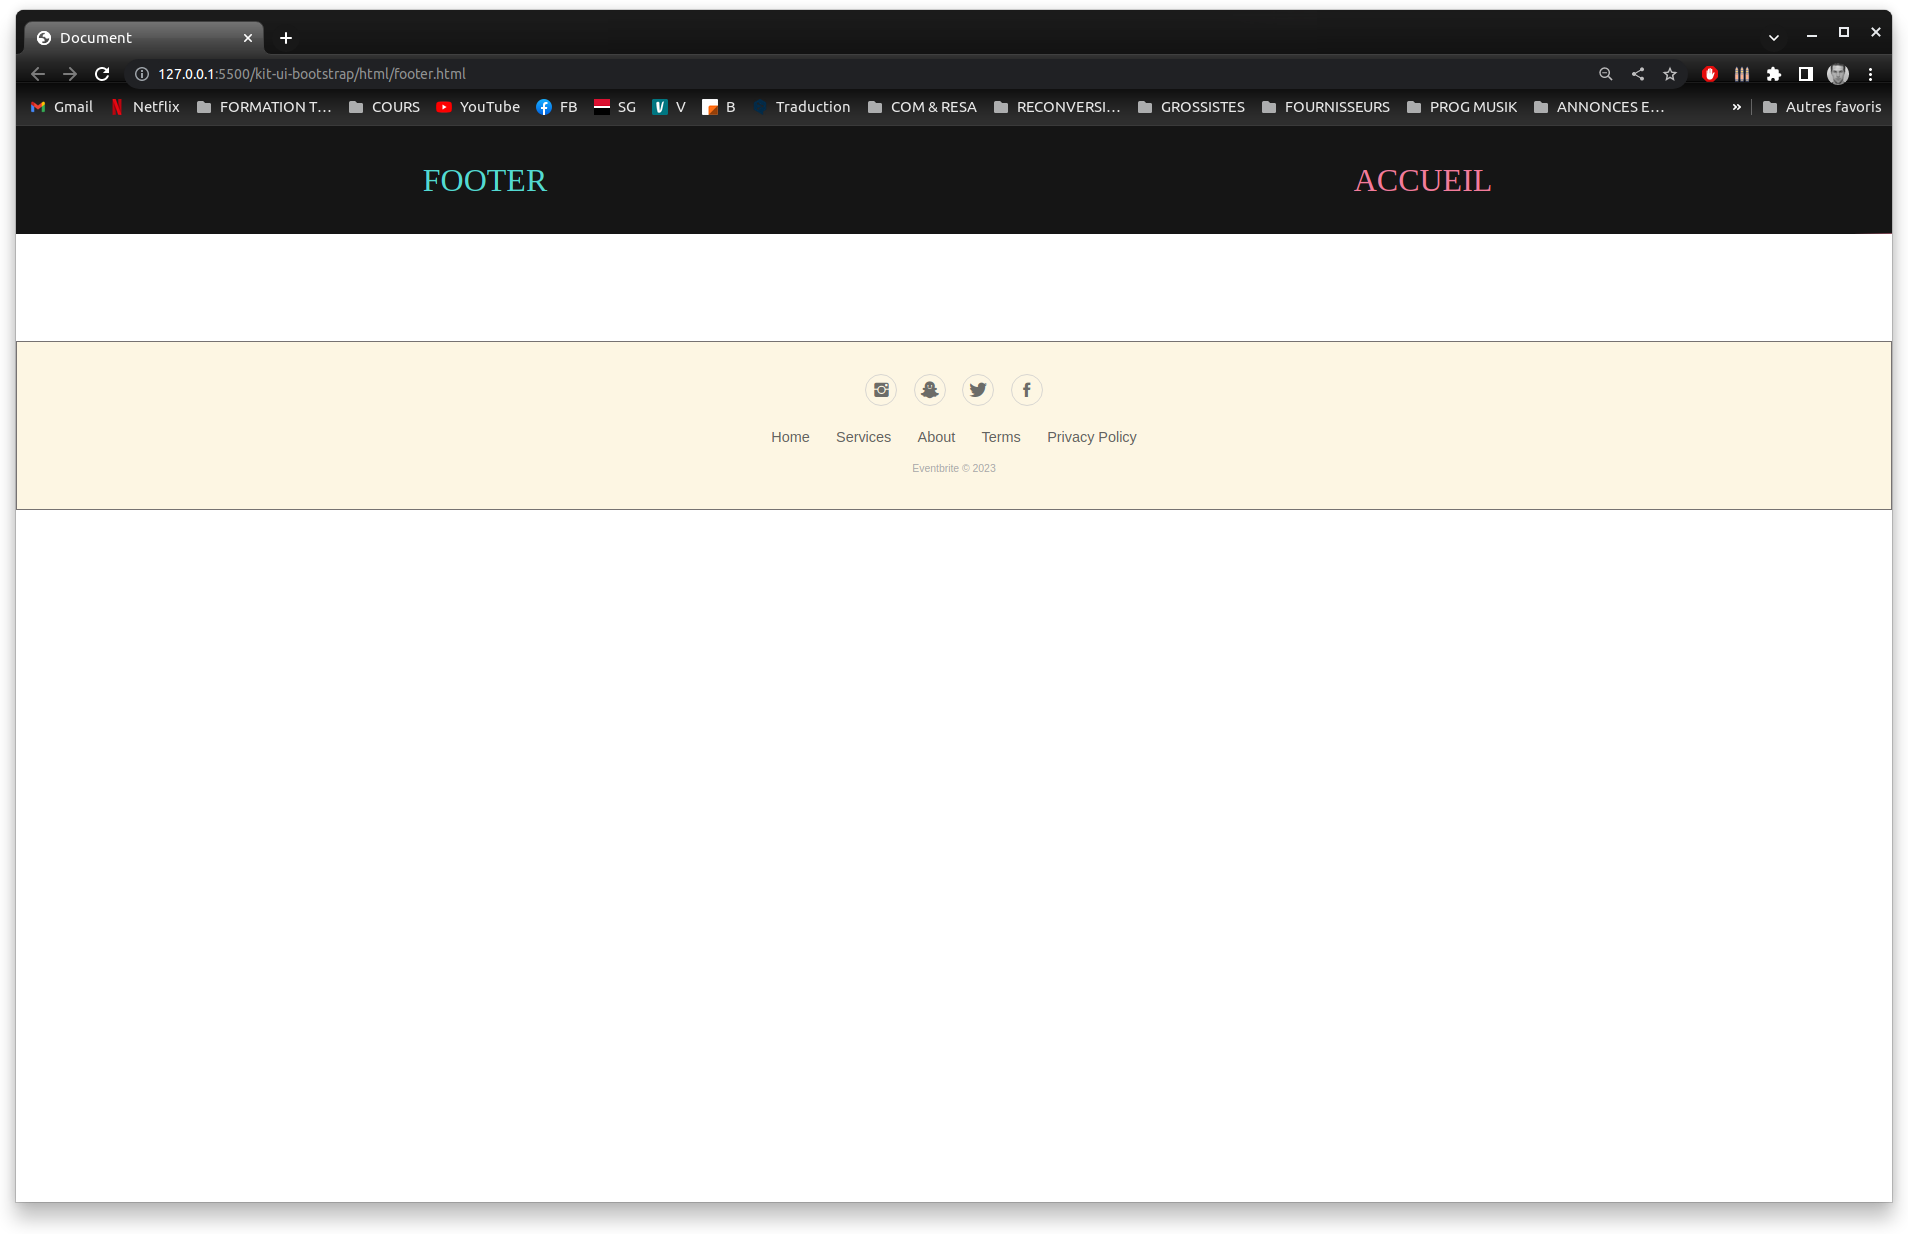 Document
127.0.0.1:5500/kit-ui-bootstrap/html/footer.html
Gmail Netflix FORMATION T... COURS YouTube FB SG V B Traduction COM & RESA RECONVERSI... GROSSISTES FOURNISSEURS PROG MUSIK ANNONCES E... » Autres favoris
FOOTER ACCUEIL
Home Services About Terms Privacy Policy
Eventbrite © 2023